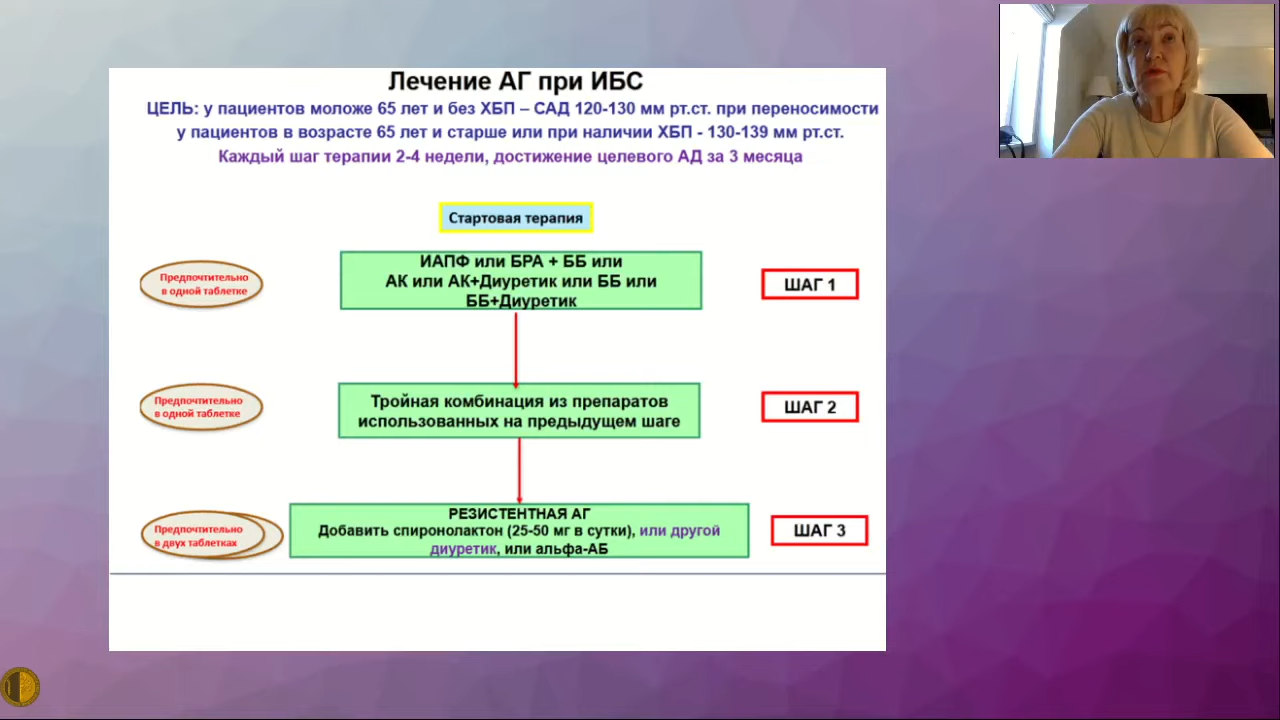 Лечение АГ при ИБС
ЦЕЛЬ: у пациентов моложе 65 лет и без ХБП – САД 120-130 мм рт.ст. при переносимости
у пациентов в возрасте 65 лет и старше или при наличии ХБП - 130-139 мм рт.ст.
Каждый шаг терапии 2-4 недели, достижение целевого АД за 3 месяца
Стартовая терапия
Предпочтительно
в одной таблетке
ИАПФ или БРА + ББ или
АК или АК+Диуретик или ББ или
ББ+Диуретик
ШАГ 1
Предпочтительно
в одной таблетке
Тройная комбинация из препаратов
использованных на предыдущем шаге
ШАГ 2
Предпочтительно
в двух таблетках
РЕЗИСТЕНТНАЯ АГ
Добавить спиронолактон (25-50 мг в сутки), или другой
диуретик, или альфа-АБ
ШАГ 3